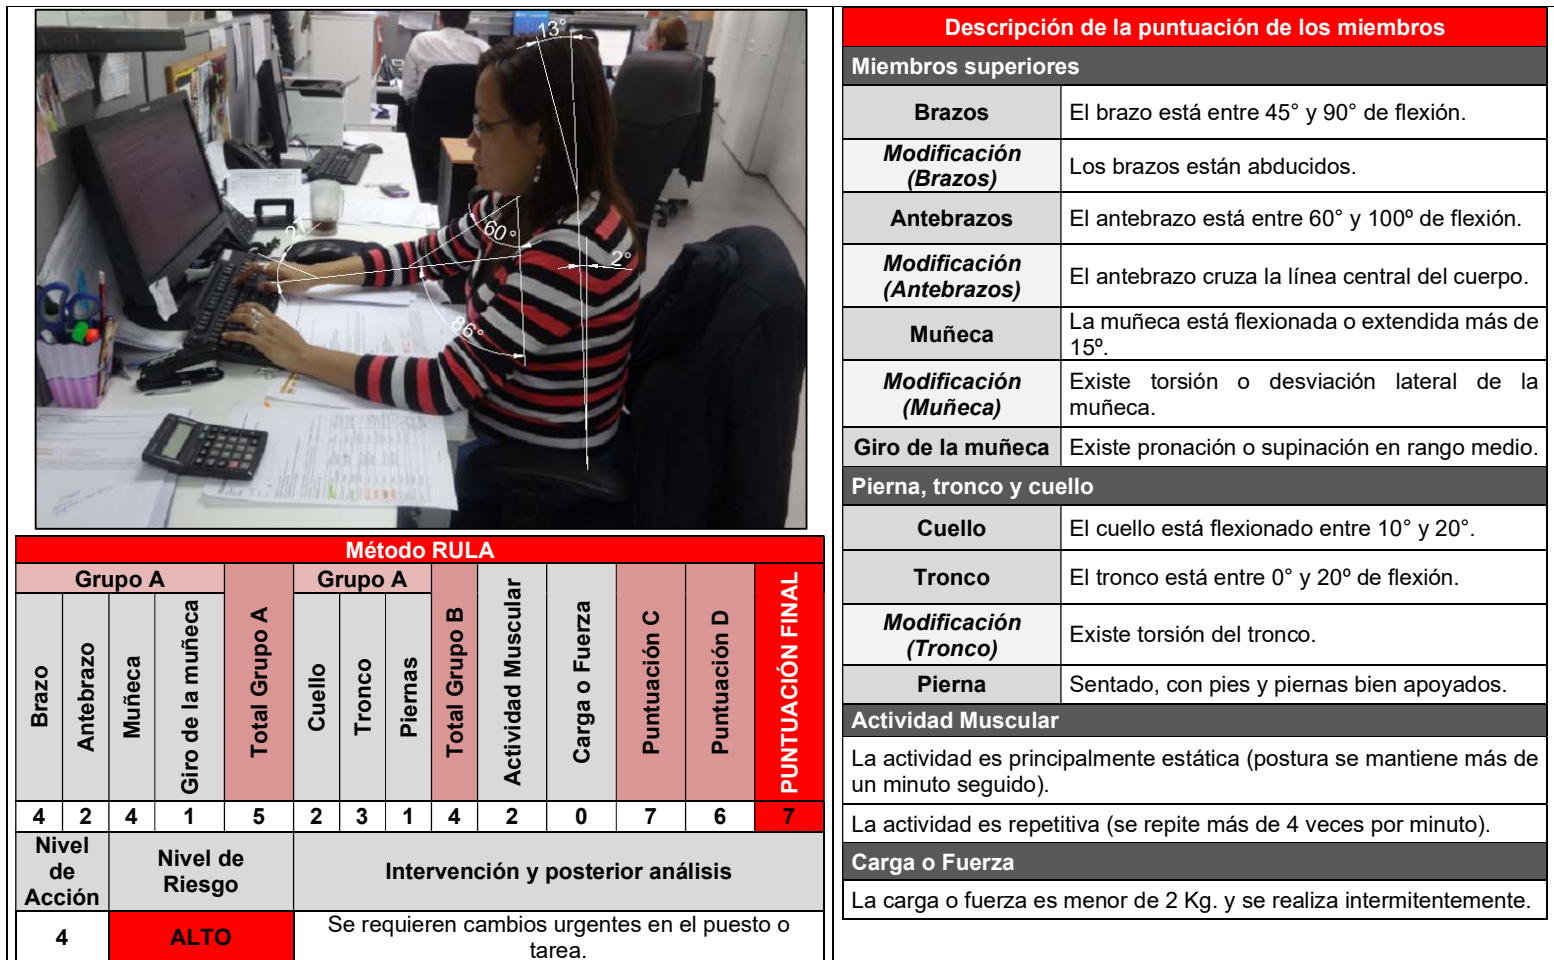 13°
60°
27
2°
86°
Método RULA
Grupo A
Grupo A
Brazo
Antebrazo
Muñeca
Giro de la muñeca
Total Grupo A
Cuello
Tronco
Piernas
Total Grupo B
Actividad Muscular
Carga o Fuerza
Puntuación C
Puntuación D
PUNTUACIÓN FINAL
4 2 4 1 5 2 3 1 4 2 0 7 6 7
Nivel
de
Acción
Nivel de
Riesgo
Intervención y posterior análisis
4
ALTO
Se requieren cambios urgentes en el puesto o
tarea.
Descripción de la puntuación de los miembros
Miembros superiores
Brazos
El brazo está entre 45° y 90° de flexión.
Modificación
(Brazos)
Los brazos están abducidos.
Antebrazos
El antebrazo está entre 60° y 100º de flexión.
Modificación
(Antebrazos)
El antebrazo cruza la línea central del cuerpo.
Muñeca
La muñeca está flexionada o extendida más de
15º.
Modificación
(Muñeca)
Existe torsión o desviación lateral de la
muñeca.
Giro de la muñeca
Existe pronación o supinación en rango medio.
Pierna, tronco y cuello
Cuello
El cuello está flexionado entre 10° y 20°.
Tronco
El tronco está entre 0° y 20º de flexión.
Modificación
(Tronco)
Existe torsión del tronco.
Pierna
Sentado, con pies y piernas bien apoyados.
Actividad Muscular
La actividad es principalmente estática (postura se mantiene más de
un minuto seguido).
La actividad es repetitiva (se repite más de 4 veces por minuto).
Carga o Fuerza
La carga o fuerza es menor de 2 Kg. y se realiza intermitentemente.